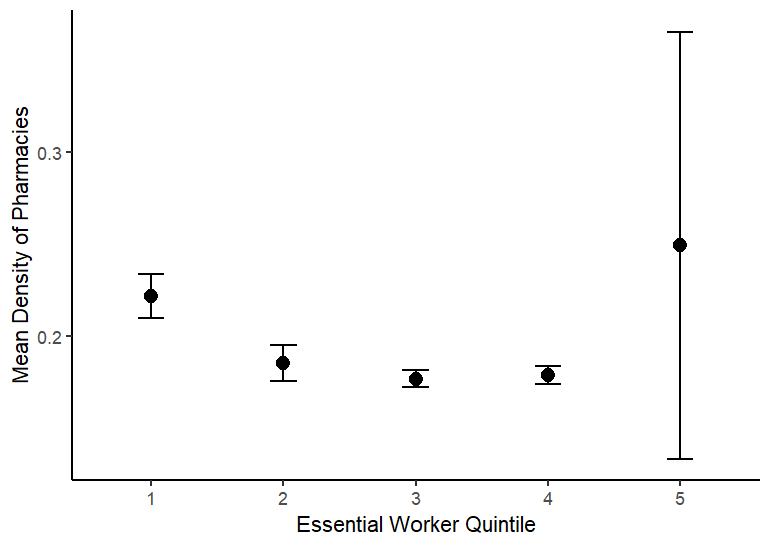 Mean Density of Pharmacies
0.3
0.2
1 2 3 4 5
Essential Worker Quintile